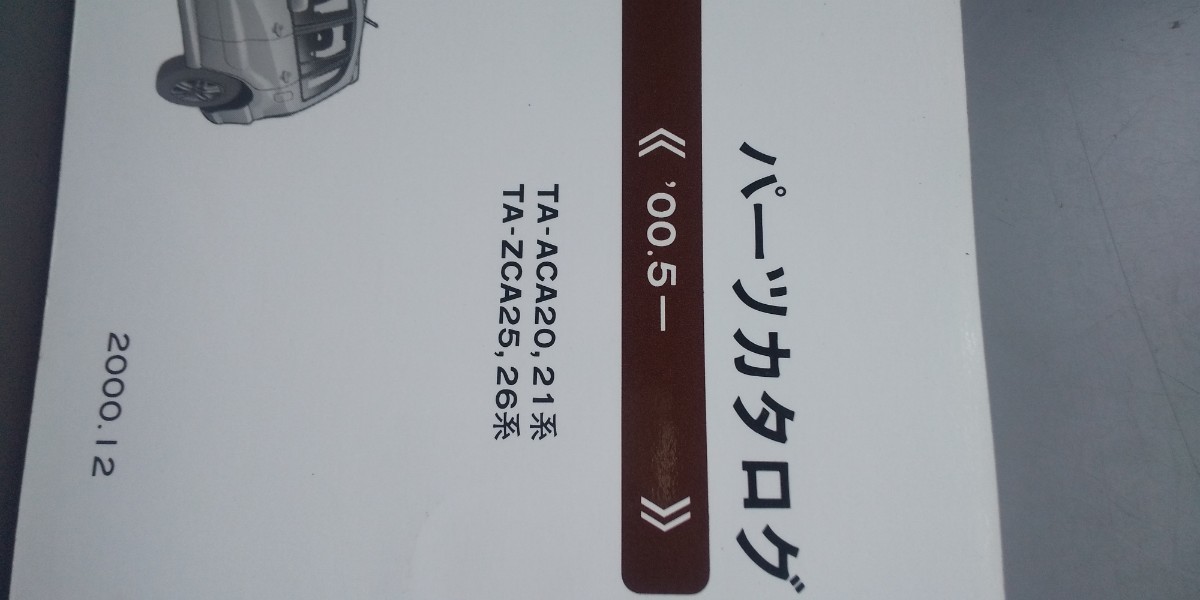 パーツカタログ
《 '00.5— 》
TA-ACA20,21系
TA-ZCA25,26系
2000.12